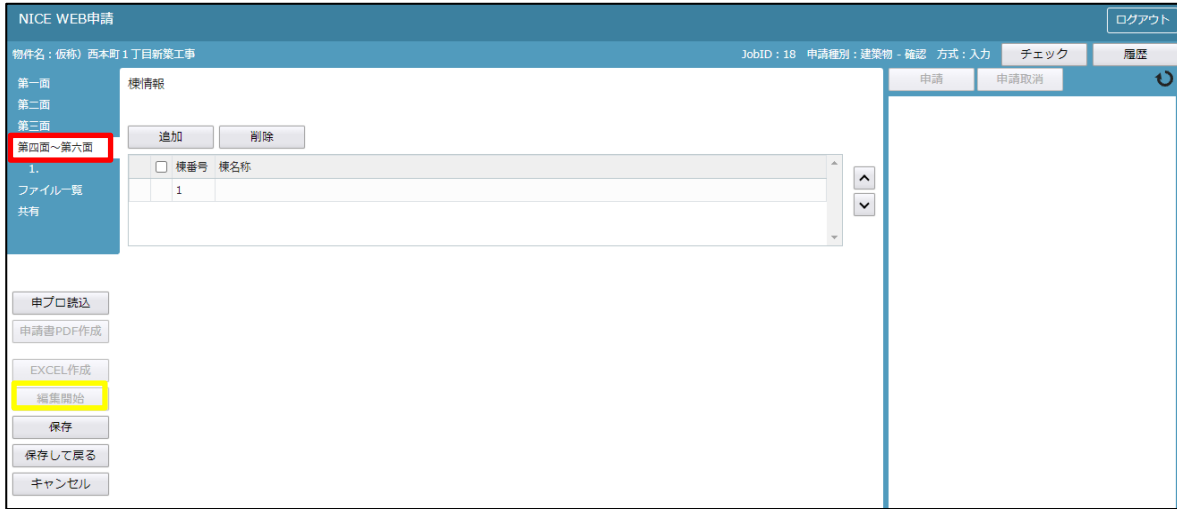 NICE WEB申請
ログアウト
物件名：仮称）西本町１丁目新築工事
JobID：18 申請種別：建築物 - 確認 方式：入力
チェック
履歴
第一面
第二面
第三面
第四面～第六面
1.
ファイル一覧
共有
棟情報
追加
削除
棟番号 棟名称
1
申請
申請取消
申プロ読込
申請書PDF作成
EXCEL作成
編集開始
保存
保存して戻る
キャンセル